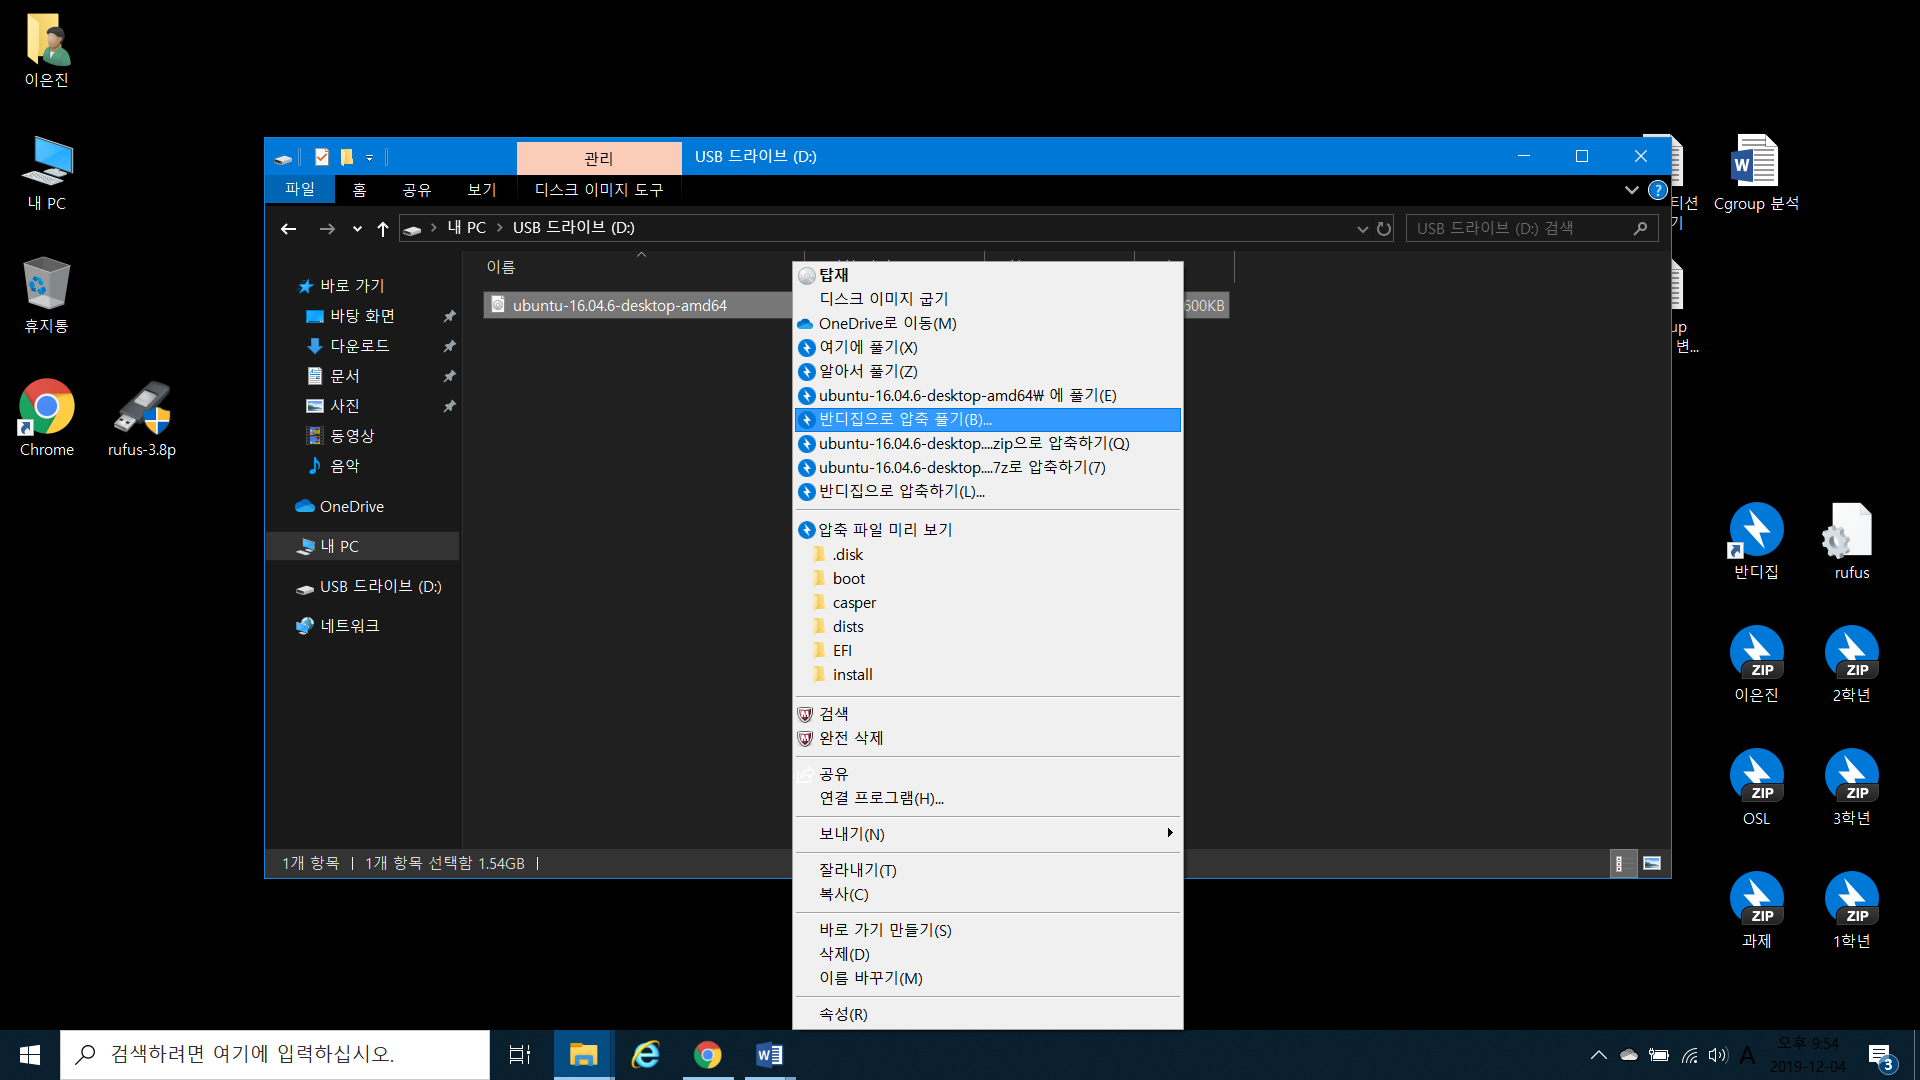 이은진
내 PC
휴지통
Chrome
rufus-3.8p
관리
USB 드라이브 (D:)
파일
홈
공유
보기
디스크 이미지 도구
내 PC
USB 드라이브 (D:)
USB 드라이브 (D:) 검색
이름
바로 가기
바탕 화면
다운로드
문서
사진
동영상
음악
OneDrive
내 PC
USB 드라이브 (D:)
네트워크
ubuntu-16.04.6-desktop-amd64
600KB
탑재
디스크 이미지 굽기
OneDrive로 이동(M)
여기에 풀기(X)
알아서 풀기(Z)
ubuntu-16.04.6-desktop-amd64₩ 에 풀기(E)
반디집으로 압축 풀기(B)...
ubuntu-16.04.6-desktop....zip으로 압축하기(Q)
ubuntu-16.04.6-desktop....7z로 압축하기(7)
반디집으로 압축하기(L)...
압축 파일 미리 보기
.disk
boot
casper
dists
EFI
install
검색
완전 삭제
공유
연결 프로그램(H)...
보내기(N)
잘라내기(T)
복사(C)
바로 가기 만들기(S)
삭제(D)
이름 바꾸기(M)
속성(R)
1개 항목
1개 항목 선택함 1.54GB
티션
기
Cgroup 분석
up
변...
반디집
rufus
ZIP
이은진
ZIP
2학년
ZIP
OSL
ZIP
3학년
ZIP
과제
ZIP
1학년
검색하려면 여기에 입력하십시오.
A
오후 9:54
2019-12-04
3